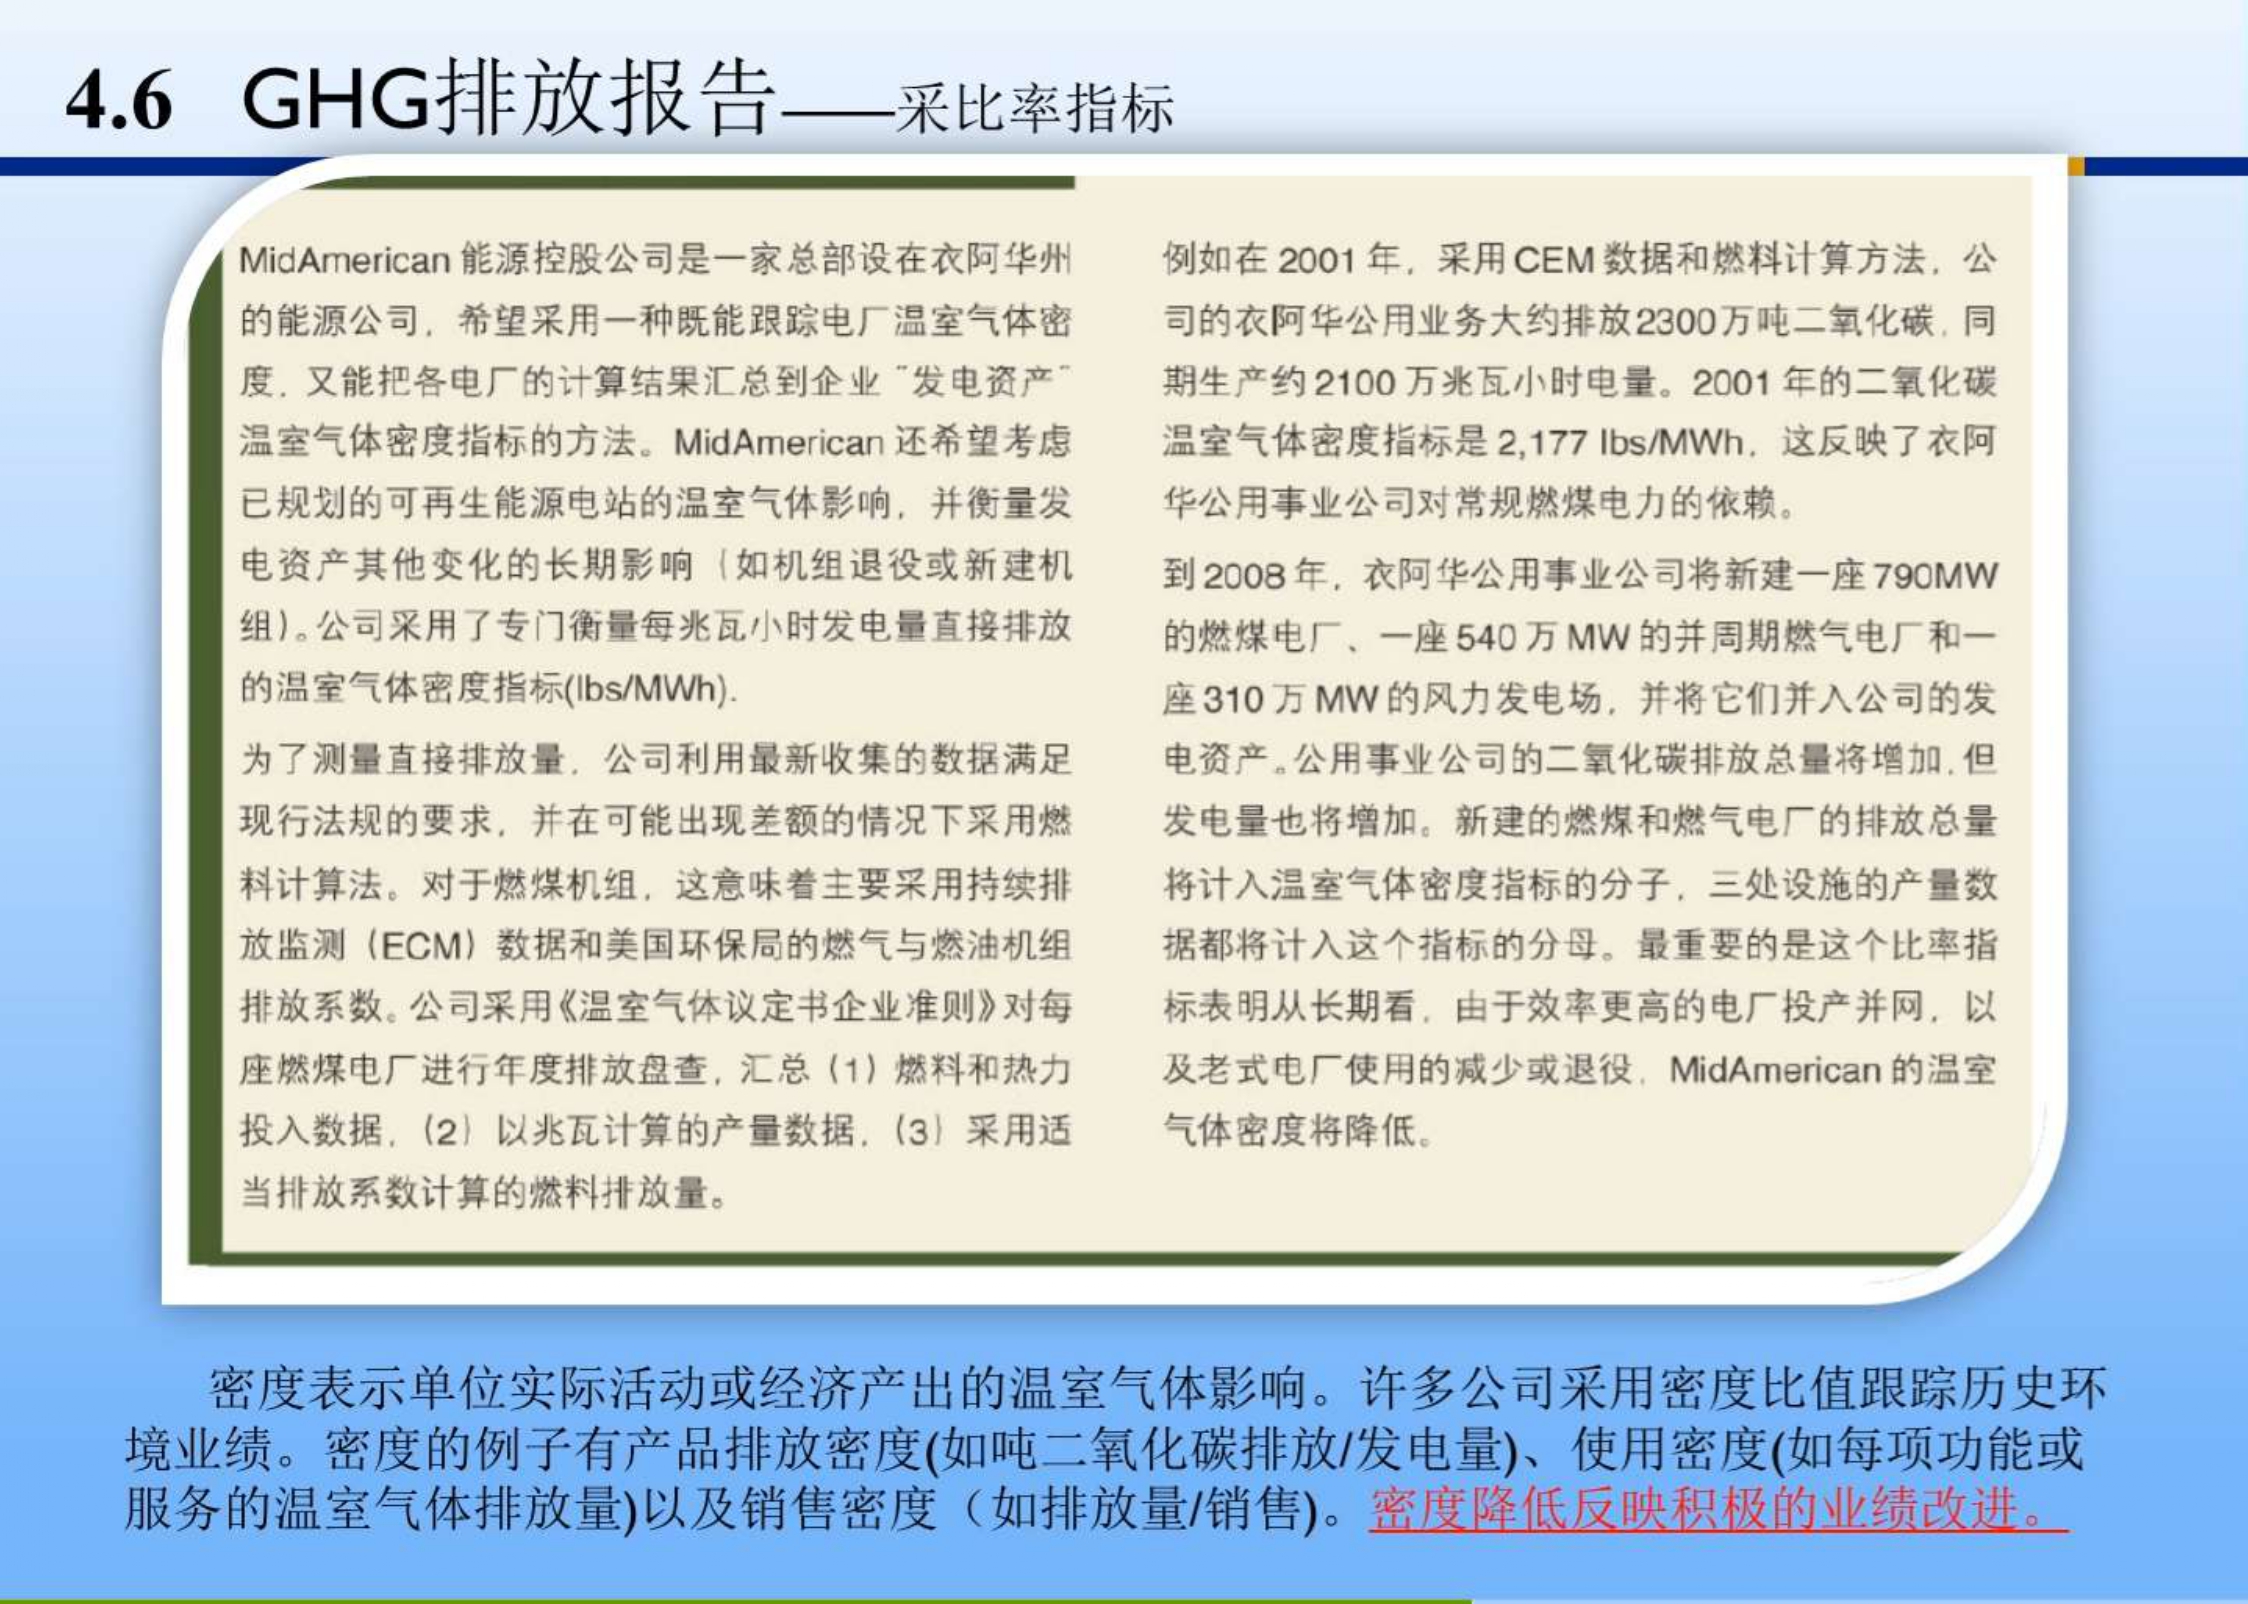 4.6 GHG排放报告——采比率指标
MidAmerican 能源控股公司是一家总部设在衣阿华州
的能源公司，希望采用一种既能跟踪电厂温室气体密
度，又能把各电厂的计算结果汇总到企业“发电资产”
温室气体密度指标的方法。MidAmerican 还希望考虑
已规划的可再生能源电站的温室气体影响，并衡量发
电资产其他变化的长期影响（如机组退役或新建机
组）。公司采用了专门衡量每兆瓦小时发电量直接排放
的温室气体密度指标(lbs/MWh).
为了测量直接排放量，公司利用最新收集的数据满足
现行法规的要求，并在可能出现差额的情况下采用燃
料计算法。对于燃煤机组，这意味着主要采用持续排
放监测（ECM）数据和美国环保局的燃气与燃油机组
排放系数。公司采用《温室气体议定书企业准则》对每
座燃煤电厂进行年度排放盘查，汇总（1）燃料和热力
投入数据，（2）以兆瓦计算的产量数据，（3）采用适
当排放系数计算的燃料排放量。
例如在 2001 年，采用 CEM 数据和燃料计算方法，公
司的衣阿华公用业务大约排放2300万吨二氧化碳，同
期生产约 2100 万兆瓦小时电量。2001 年的二氧化碳
温室气体密度指标是 2,177 lbs/MWh，这反映了衣阿
华公用事业公司对常规燃煤电力的依赖。
到 2008 年，衣阿华公用事业公司将新建一座 790MW
的燃煤电厂、一座 540 万 MW 的并周期燃气电厂和一
座 310 万 MW 的风力发电场，并将它们并入公司的发
电资产。公用事业公司的二氧化碳排放总量将增加，但
发电量也将增加。新建的燃煤和燃气电厂的排放总量
将计入温室气体密度指标的分子，三处设施的产量数
据都将计入这个指标的分母。最重要的是这个比率指
标表明从长期看，由于效率更高的电厂投产并网，以
及老式电厂使用的减少或退役，MidAmerican 的温室
气体密度将降低。
密度表示单位实际活动或经济产出的温室气体影响。许多公司采用密度比值跟踪历史环
境业绩。密度的例子有产品排放密度(如吨二氧化碳排放/发电量)、使用密度(如每项功能或
服务的温室气体排放量)以及销售密度（如排放量/销售)。密度降低反映积极的业绩改进。